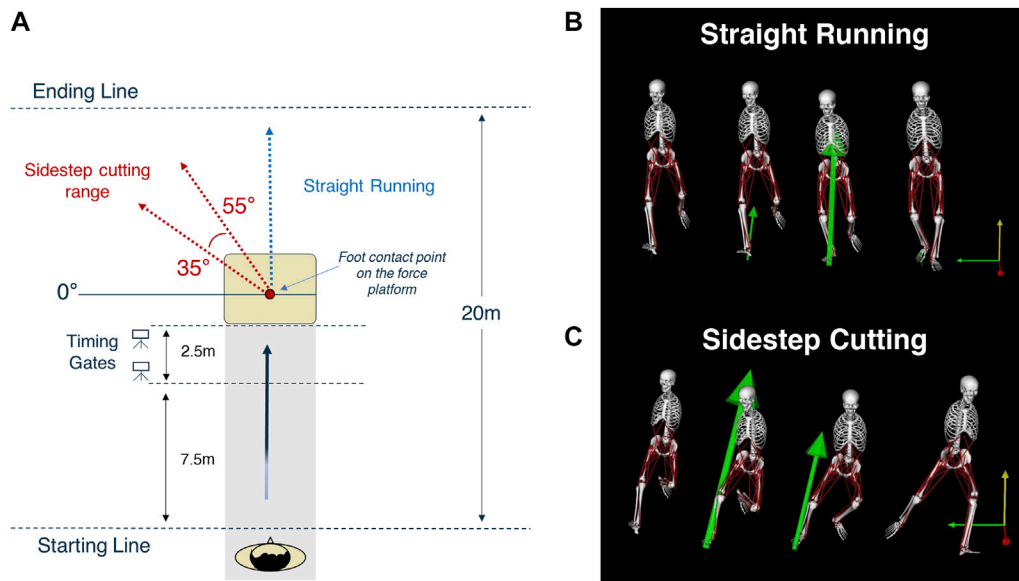 A
Ending Line
Sidestep cutting
range
55°
Straight Running
35°
Foot contact point
on the force
platform
0°
20m
Timing
Gates
2.5m
7.5m
Starting Line
B
Straight Running
C
Sidestep Cutting